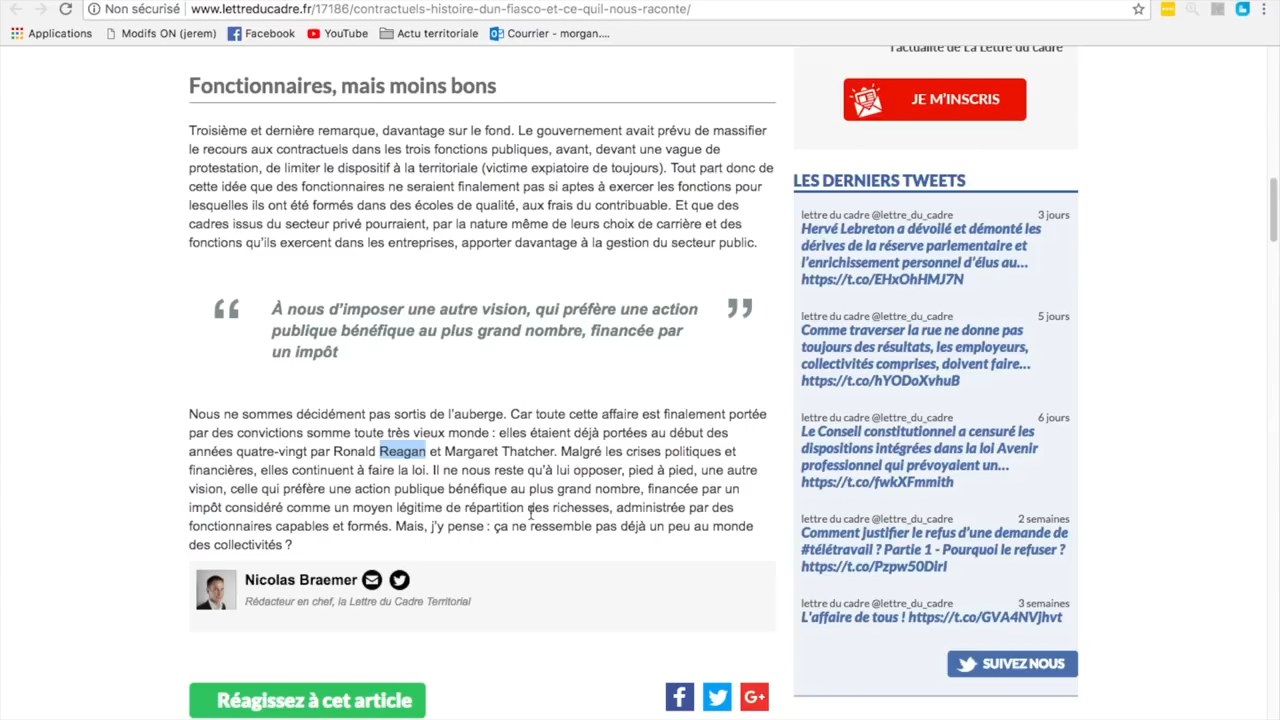 Non sécurisé
www.lettreducadre.fr/17186/contractuels-histoire-dun-fiasco-et-ce-quil-nous-raconte/
Applications
Modifs ON (jerem)
Facebook
YouTube
Actu territoriale
Courrier - morgan....
Fonctionnaires, mais moins bons
Troisième et dernière remarque, davantage sur le fond. Le gouvernement avait prévu de massifier
le recours aux contractuels dans les trois fonctions publiques, avant, devant une vague de
protestation, de limiter le dispositif à la territoriale (victime expiatoire de toujours). Tout part donc de
cette idée que des fonctionnaires ne seraient finalement pas si aptes à exercer les fonctions pour
lesquelles ils ont été formés dans des écoles de qualité, aux frais du contribuable. Et que des
cadres issus du secteur privé pourraient, par la nature même de leurs choix de carrière et des
fonctions qu'ils exercent dans les entreprises, apporter davantage à la gestion du secteur public.
“ À nous d'imposer une autre vision, qui préfère une action ”
publique bénéfique au plus grand nombre, financée par
un impôt
Nous ne sommes décidément pas sortis de l'auberge. Car toute cette affaire est finalement portée
par des convictions somme toute très vieux monde : elles étaient déjà portées au début des
années quatre-vingt par Ronald Reagan et Margaret Thatcher. Malgré les crises politiques et
financières, elles continuent à faire la loi. Il ne nous reste qu'à lui opposer, pied à pied, une autre
vision, celle qui préfère une action publique bénéfique au plus grand nombre, financée par un
impôt considéré comme un moyen légitime de répartition des richesses, administrée par des
fonctionnaires capables et formés. Mais, j'y pense : ça ne ressemble pas déjà un peu au monde
des collectivités ?
Nicolas Braemer
Rédacteur en chef, la Lettre du Cadre Territorial
Réagissez à cet article
f
G+
l'actualité de La Lettre du cadre
JE M'INSCRIS
LES DERNIERS TWEETS
lettre du cadre @lettre_du_cadre 3 jours
Hervé Lebreton a dévoilé et démonté les
dérives de la réserve parlementaire et
l'enrichissement personnel d'élus au...
https://t.co/EHxOhHMJ7N
lettre du cadre @lettre_du_cadre 5 jours
Comme traverser la rue ne donne pas
toujours des résultats, les employeurs,
collectivités comprises, doivent faire...
https://t.co/hYODoXvhuB
lettre du cadre @lettre_du_cadre 6 jours
Le Conseil constitutionnel a censuré les
dispositions intégrées dans la loi Avenir
professionnel qui prévoyaient un...
https://t.co/fwkXFmmith
lettre du cadre @lettre_du_cadre 2 semaines
Comment justifier le refus d'une demande de
#télétravail ? Partie 1 - Pourquoi le refuser ?
https://t.co/Pzpw50DirI
lettre du cadre @lettre_du_cadre 3 semaines
L'affaire de tous ! https://t.co/GVA4NVjhvt
SUIVEZ NOUS